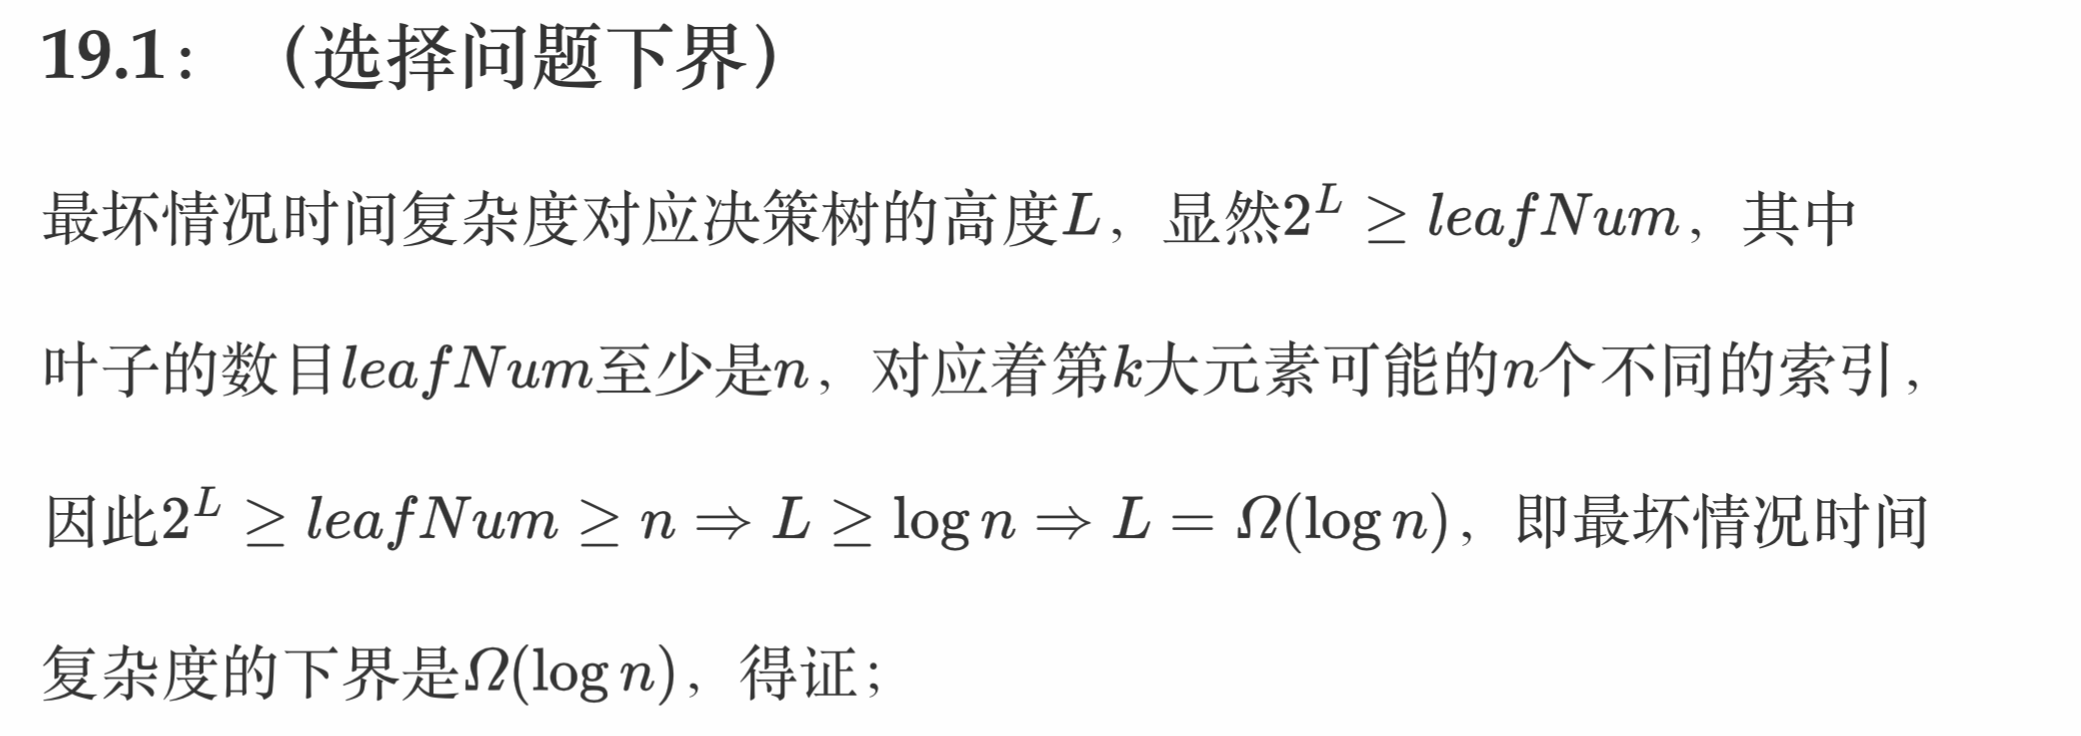 19.1：（选择问题下界）
最坏情况时间复杂度对应决策树的高度L，显然2^L ≥ leafNum，其中
叶子的数目leafNum至少是n，对应着第k大元素可能的n个不同的索引，
因此2^L ≥ leafNum ≥ n ⇒ L ≥ log n ⇒ L = Ω(log n)，即最坏情况时间
复杂度的下界是Ω(log n)，得证；